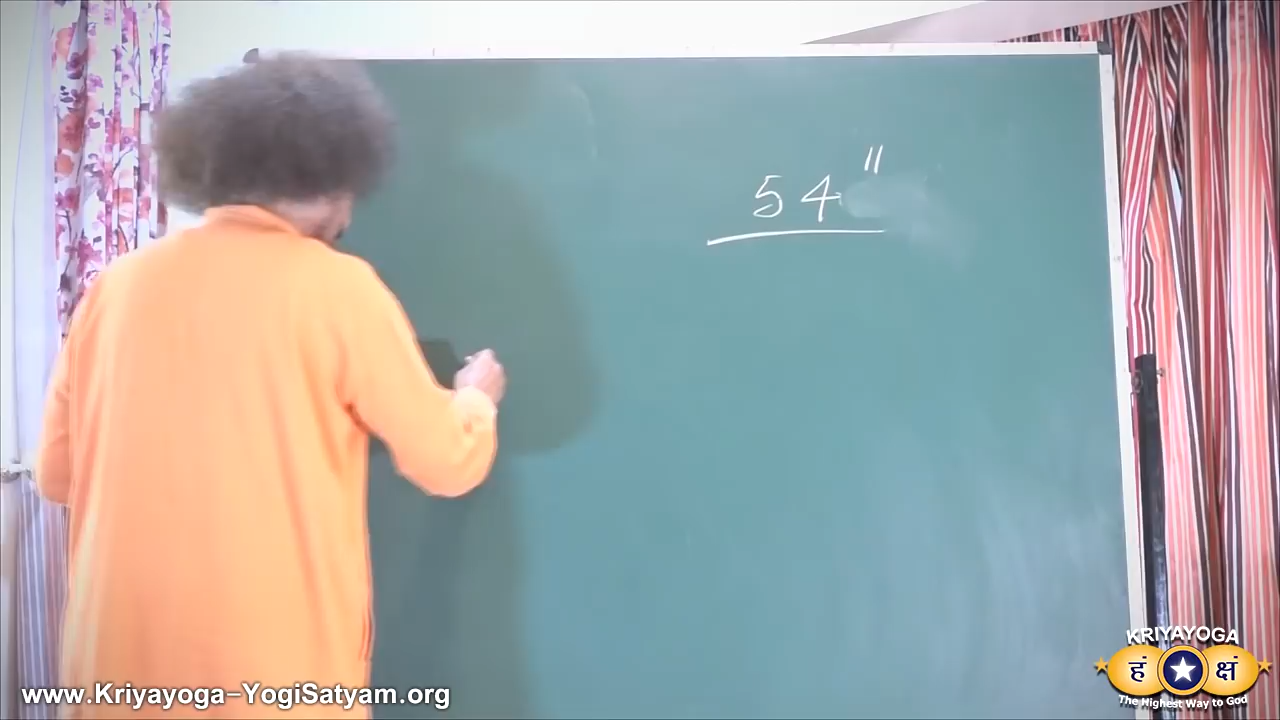 54"
www.Kriyayoga-YogiSatyam.org
KRIYAYOGA
हं क्षं
The Highest Way to God